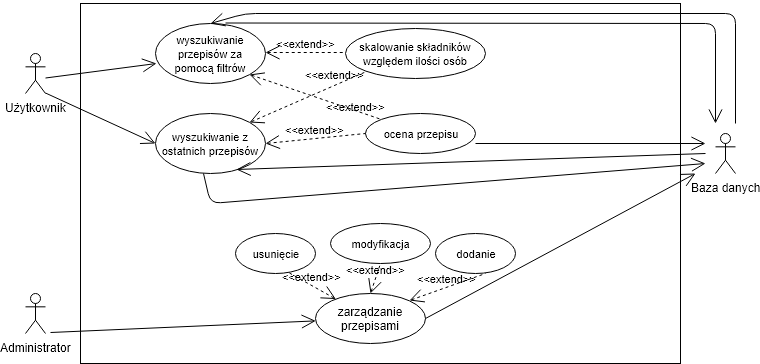 wyszukiwanie
przepisów za
pomocą filtrów
<<extend>>
skalowanie składników
względem ilości osób
<<extend>>
Użytkownik
<<extend>>
wyszukiwanie z
ostatnich przepisów
<<extend>>
ocena przepisu
Baza danych
usunięcie
modyfikacja
dodanie
<<extend>>
<<extend>>
<<extend>>
zarządzanie
przepisami
Administrator